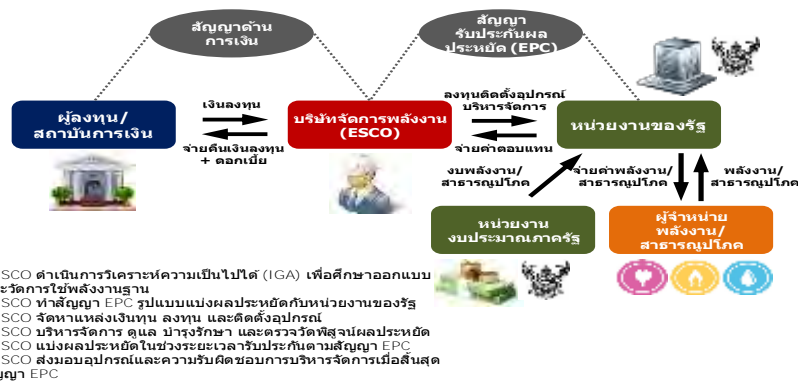 สัญญาด้าน
การเงิน
สัญญา
รับประกันผล
ประหยัด (EPC)
ผู้ลงทุน/
สถาบันการเงิน
เงินลงทุน
จ่ายคืนเงินลงทุน
+ ดอกเบี้ย
บริษัทจัดการพลังงาน
(ESCO)
ลงทุนติดตั้งอุปกรณ์
บริหารจัดการ
จ่ายค่าตอบแทน
หน่วยงานของรัฐ
งบพลังงาน/
สาธารณูปโภค
จ่ายค่าพลังงาน/
สาธารณูปโภค
พลังงาน/
สาธารณูปโภค
หน่วยงาน
งบประมาณภาครัฐ
ผู้จำหน่าย
พลังงาน/
สาธารณูปโภค
SCO ดำเนินการวิเคราะห์ความเป็นไปได้ (IGA) เพื่อศึกษาออกแบบ
ะวัดการใช้พลังงานฐาน
SCO ทำสัญญา EPC รูปแบบแบ่งผลประหยัดกับหน่วยงานของรัฐ
SCO จัดหาแหล่งเงินทุน ลงทุน และติดตั้งอุปกรณ์
SCO บริหารจัดการ ดูแล บำรุงรักษา และตรวจวัดพิสูจน์ผลประหยัด
SCO แบ่งผลประหยัดในช่วงระยะเวลารับประกันตามสัญญา EPC
SCO ส่งมอบอุปกรณ์และความรับผิดชอบการบริหารจัดการเมื่อสิ้นสุด
ญญา EPC